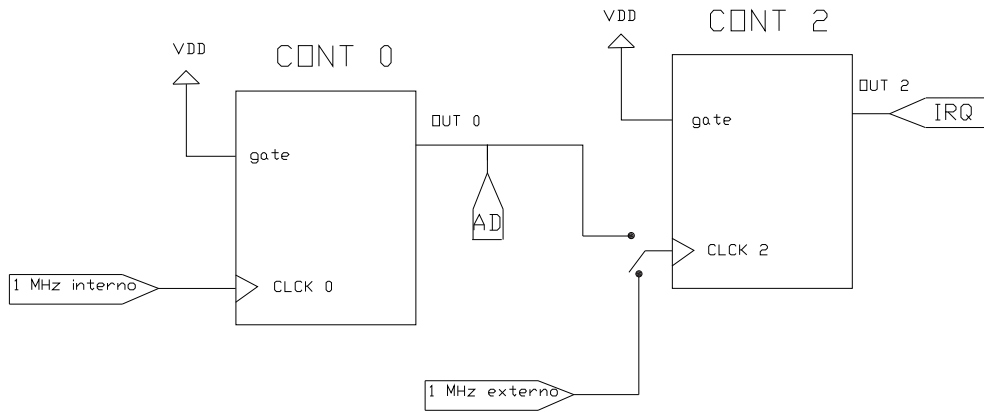 VDD
CONT 0
gate
OUT 0
AD
1 MHz interno
CLCK 0
VDD
CONT 2
gate
OUT 2
IRQ
CLCK 2
1 MHz externo